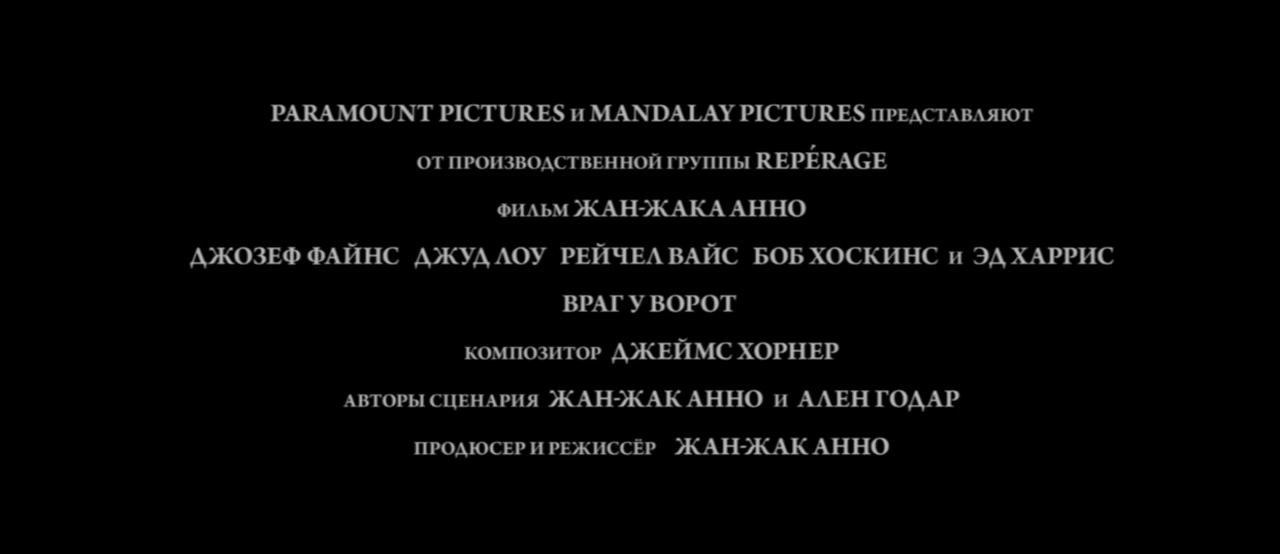 PARAMOUNT PICTURES И MANDALAY PICTURES ПРЕДСТАВЛЯЮТ
ОТ ПРОИЗВОДСТВЕННОЙ ГРУППЫ REPÉRAGE
ФИЛЬМ ЖАН-ЖАКА АННО
ДЖОЗЕФ ФАЙНС ДЖУД ЛОУ РЕЙЧЕЛ ВАЙС БОБ ХОСКИНС И ЭД ХАРРИС
ВРАГ У ВОРОТ
КОМПОЗИТОР ДЖЕЙМС ХОРНЕР
АВТОРЫ СЦЕНАРИЯ ЖАН-ЖАК АННО И АЛЕН ГОДАР
ПРОДЮСЕР И РЕЖИССЁР ЖАН-ЖАК АННО